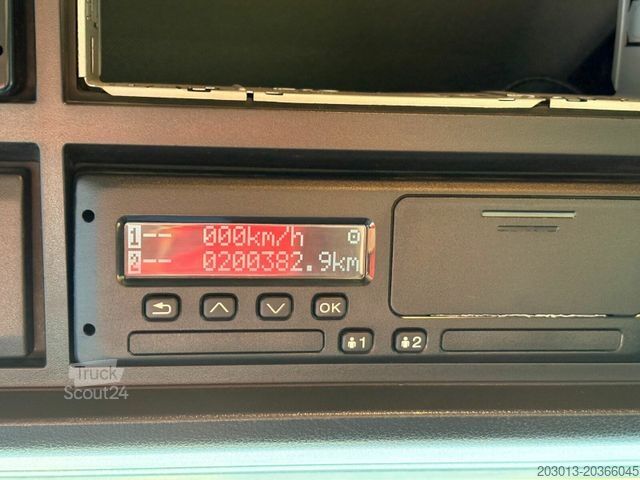 1 -- 000km/h
2 -- 0200382.9km
OK
1 2
Truck
Scout24
203013-20366045